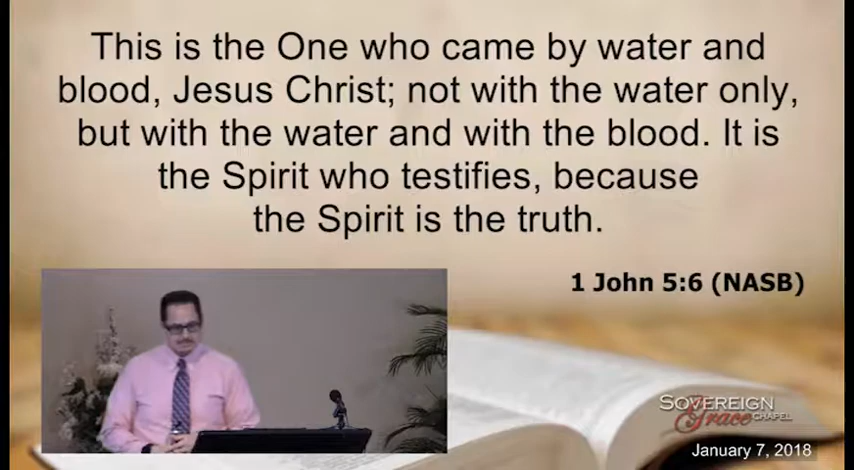 This is the One who came by water and
blood, Jesus Christ; not with the water only,
but with the water and with the blood. It is
the Spirit who testifies, because
the Spirit is the truth.
1 John 5:6 (NASB)
SOVEREIGN
Grace CHAPEL
January 7, 2018